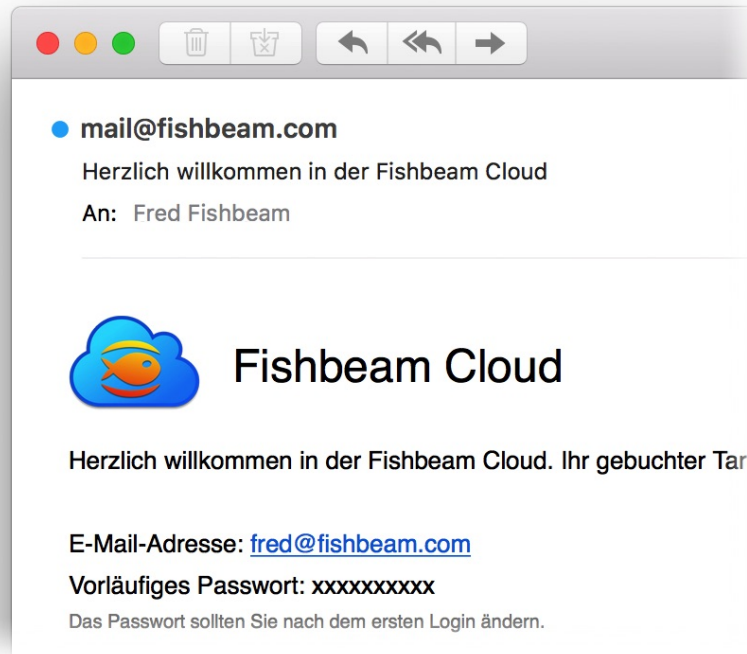 mail@fishbeam.com
Herzlich willkommen in der Fishbeam Cloud
An: Fred Fishbeam
Fishbeam Cloud
Herzlich willkommen in der Fishbeam Cloud. Ihr gebuchter Tar
E-Mail-Adresse: fred@fishbeam.com
Vorläufiges Passwort: xxxxxxxxxx
Das Passwort sollten Sie nach dem ersten Login ändern.